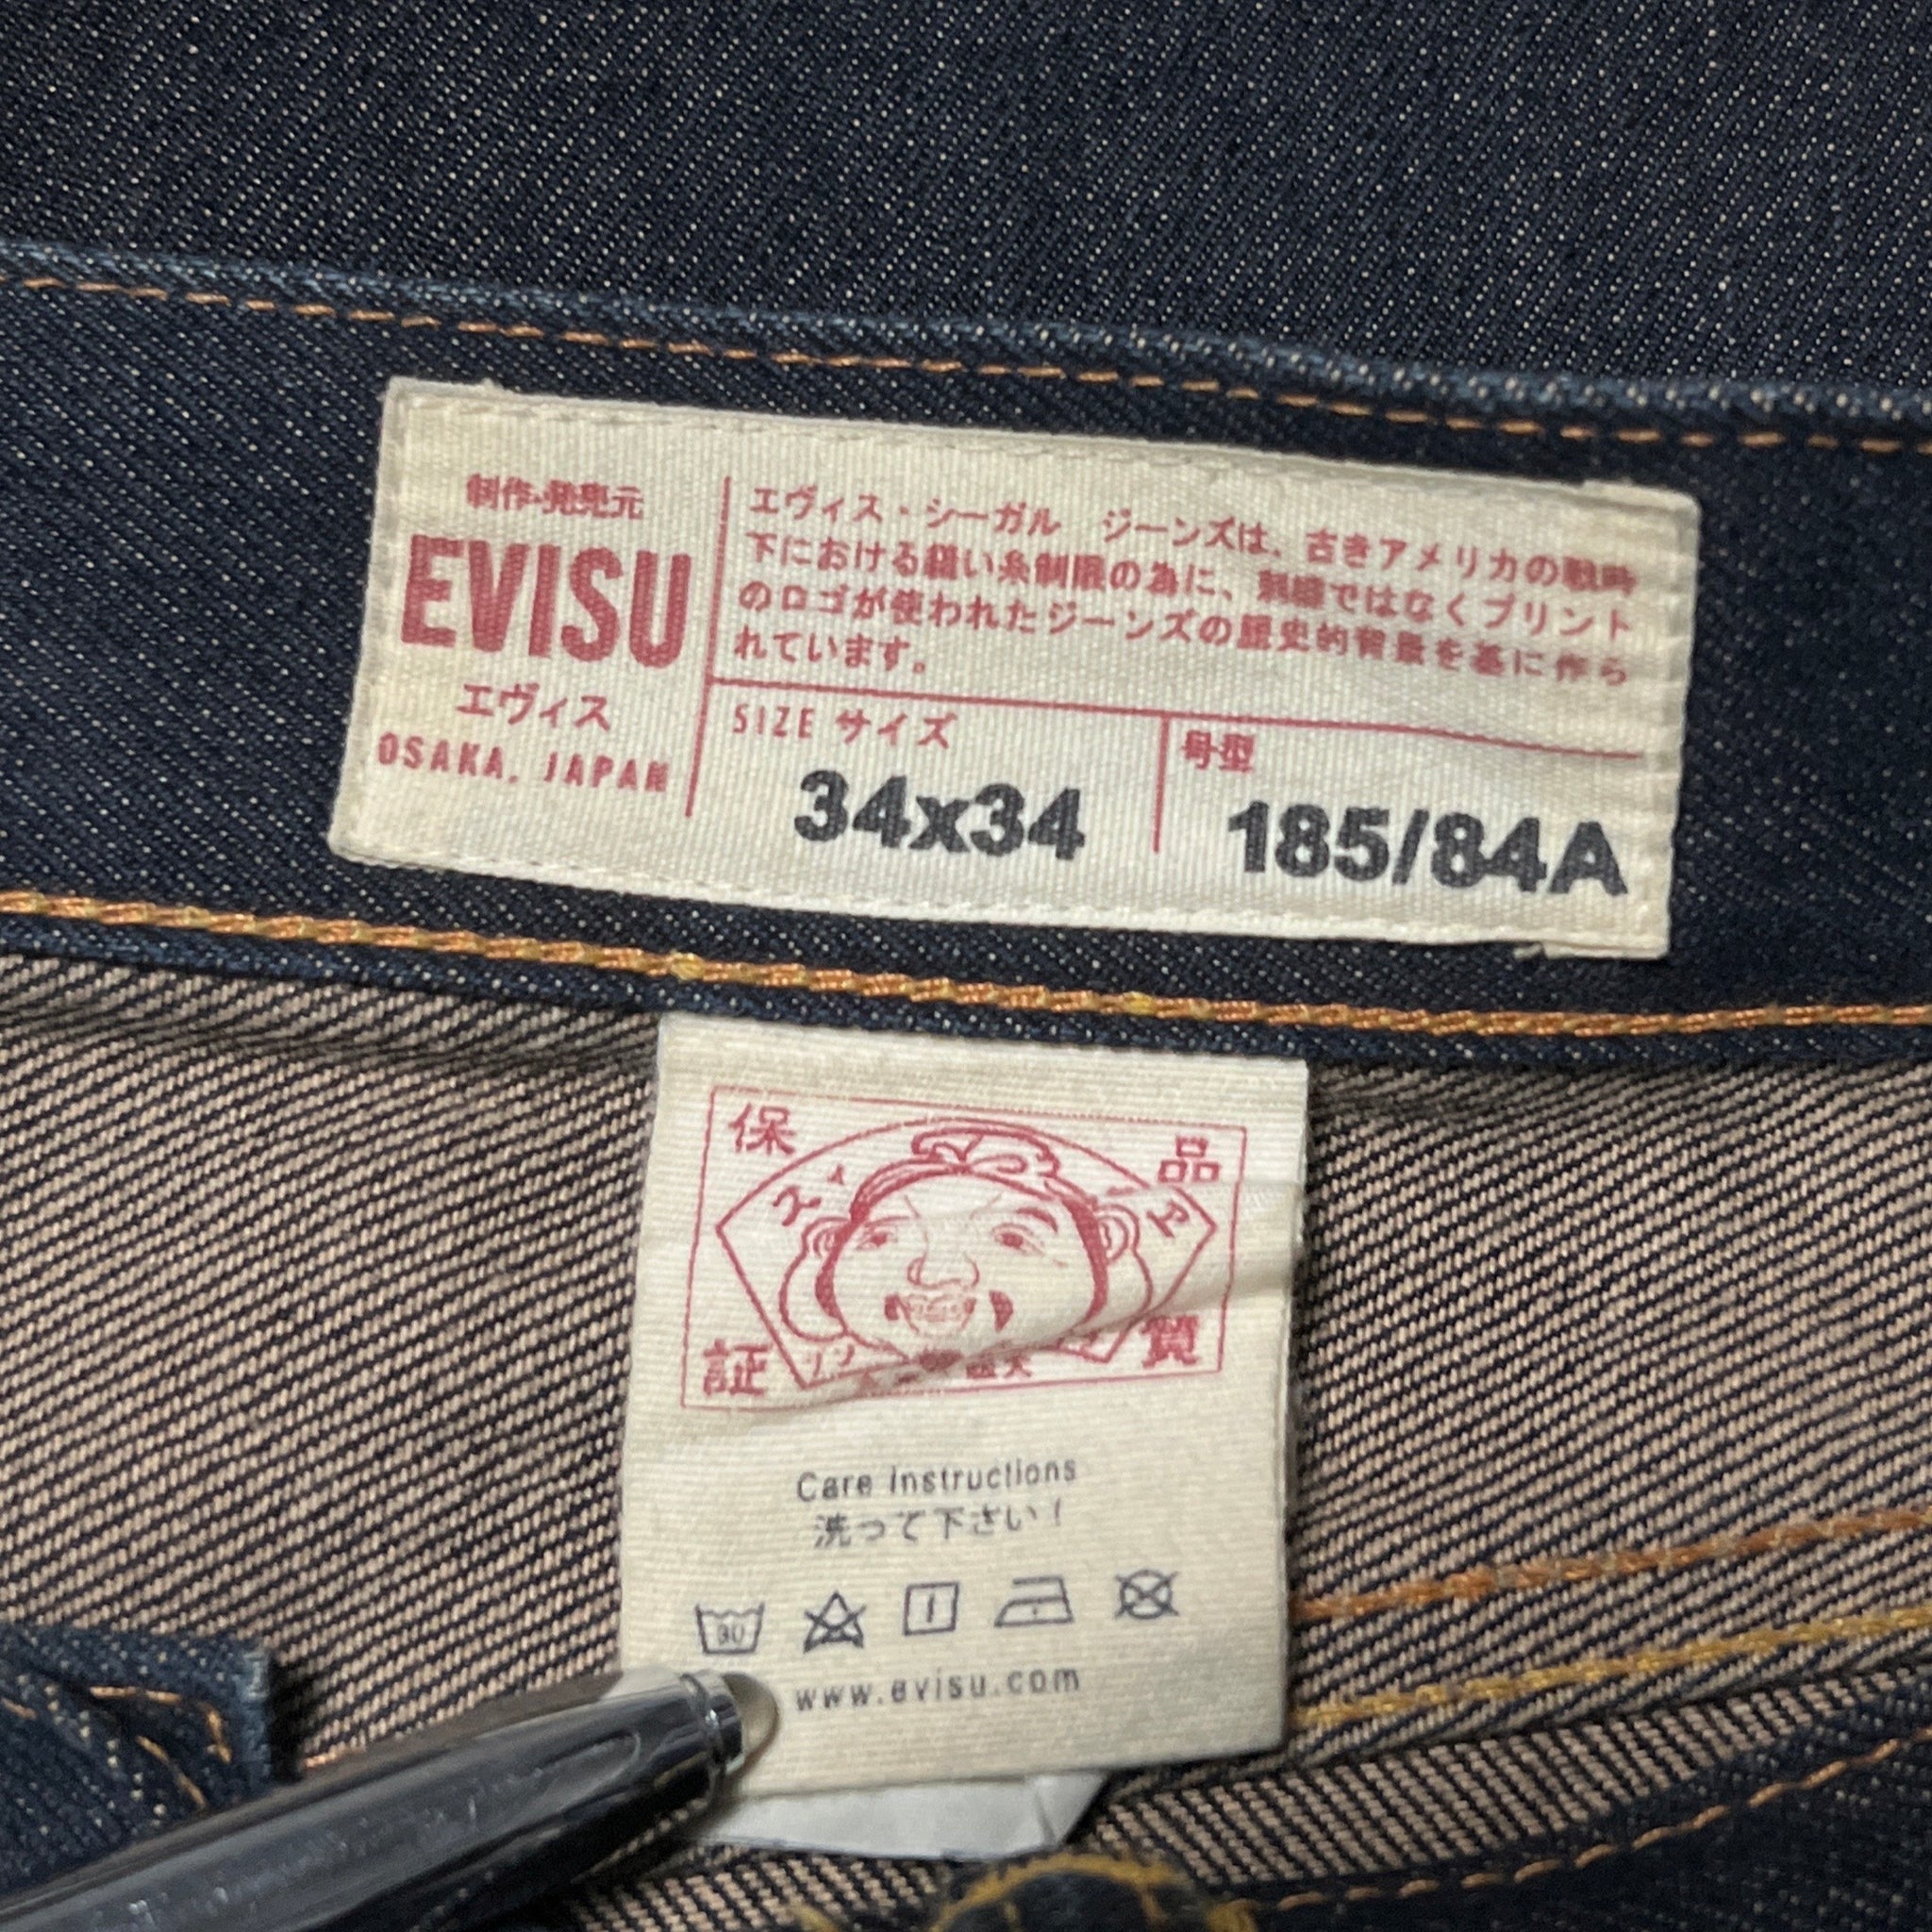 制作・発売元
EVISU
エヴィス
OSAKA, JAPAN
エヴィス・シーガル ジーンズは、古きアメリカの戦時
下における縫い糸制限の為に、刺繍ではなくプリント
のロゴが使われたジーンズの歴史的背景を基に作ら
れています。
SIZE サイズ
34x34
号型
185/84A
保 品
証 質
Care instructions
洗って下さい！
30
www.evisu.com